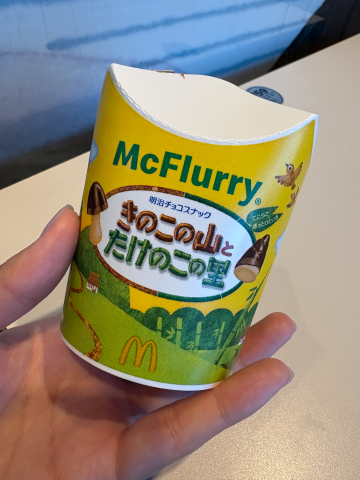 McFlurry®
明治チョコスナック
きのこの山と
たけのこの里